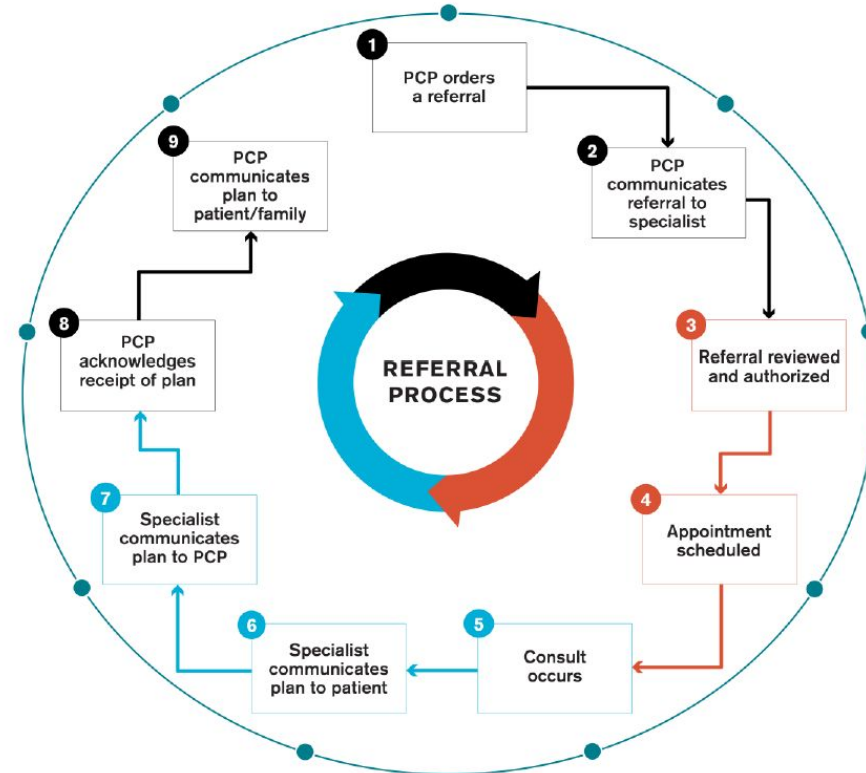 1
PCP orders
a referral
2
PCP
communicates
referral to
specialist
3
Referral reviewed
and authorized
4
Appointment
scheduled
5
Consult
occurs
6
Specialist
communicates
plan to patient
7
Specialist
communicates
plan to PCP
8
PCP
acknowledges
receipt of plan
9
PCP
communicates
plan to
patient/family
REFERRAL
PROCESS